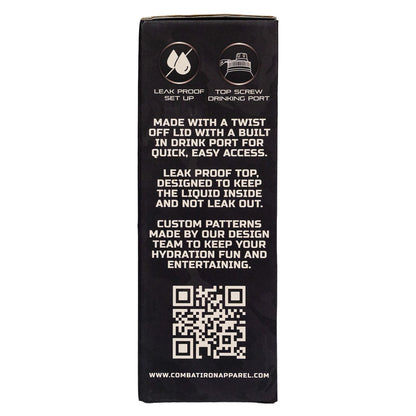 LEAK PROOF
SET UP
TOP SCREW
DRINKING PORT
MADE WITH A TWIST
OFF LID WITH A BUILT
IN DRINK PORT FOR
QUICK, EASY ACCESS.
LEAK PROOF TOP,
DESIGNED TO KEEP
THE LIQUID INSIDE
AND NOT LEAK OUT.
CUSTOM PATTERNS
MADE BY OUR DESIGN
TEAM TO KEEP YOUR
HYDRATION FUN AND
ENTERTAINING.
WWW.COMBATIRONAPPAREL.COM